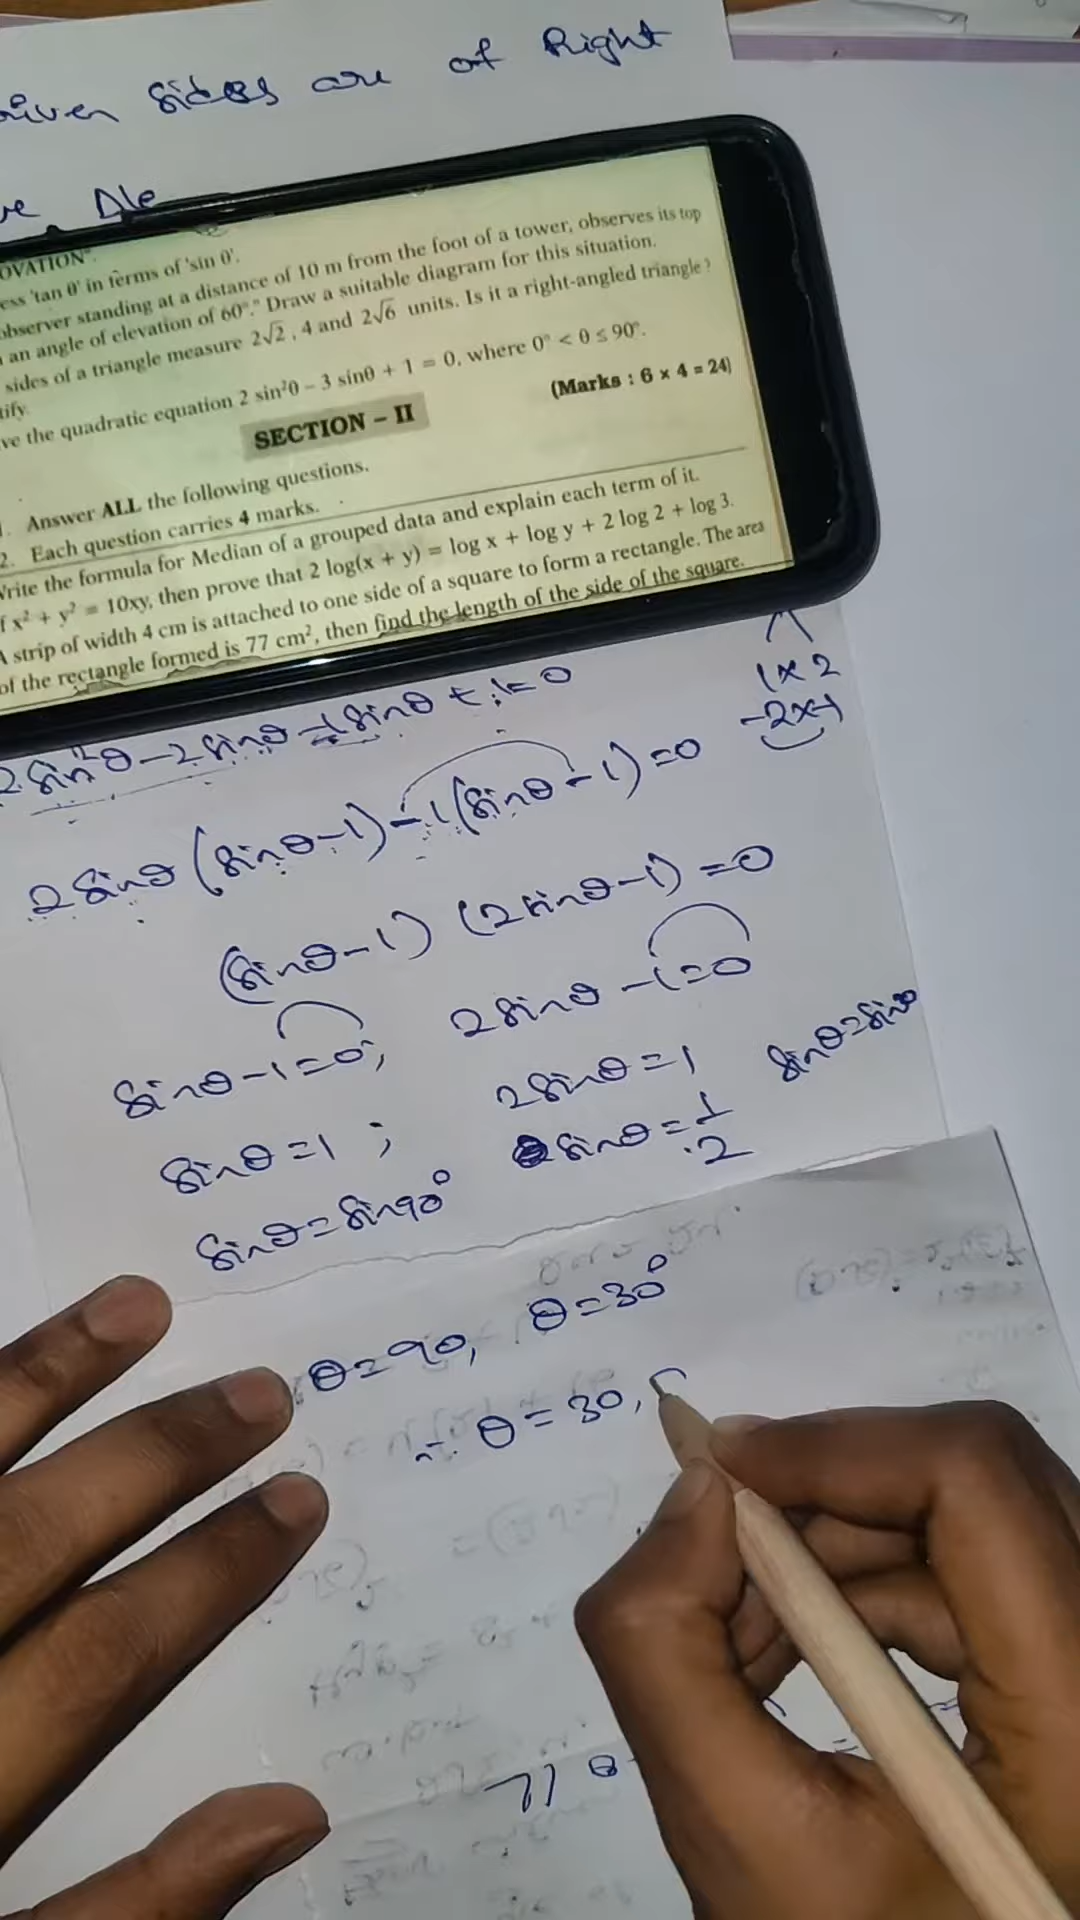 given sides are of Right
ve Dle
OVATION".
ess 'tan θ' in terms of 'sin θ'.
observer standing at a distance of 10 m from the foot of a tower, observes its top
an angle of elevation of 60°." Draw a suitable diagram for this situation.
sides of a triangle measure 2√2 , 4 and 2√6 units. Is it a right-angled triangle ?
tify.
ve the quadratic equation 2 sin²θ – 3 sinθ + 1 = 0, where 0° < θ ≤ 90°.
(Marks : 6 × 4 = 24)
SECTION – II
1. Answer ALL the following questions.
2. Each question carries 4 marks.
Write the formula for Median of a grouped data and explain each term of it.
If x² + y² = 10xy, then prove that 2 log(x + y) = log x + log y + 2 log 2 + log 3.
A strip of width 4 cm is attached to one side of a square to form a rectangle. The area
of the rectangle formed is 77 cm², then find the length of the side of the square.
1×2
-2×-1
2sin²θ-2sinθ-1sinθ+1=0
2sinθ(sinθ-1)-1(sinθ-1)=0
(sinθ-1) (2sinθ-1)=0
sinθ-1=0; 2sinθ-1=0
sinθ=1 ; 2sinθ=1 sinθ=sin
sinθ=sin90° sinθ=1/2
θ=90, θ=30°
∴ θ=30,